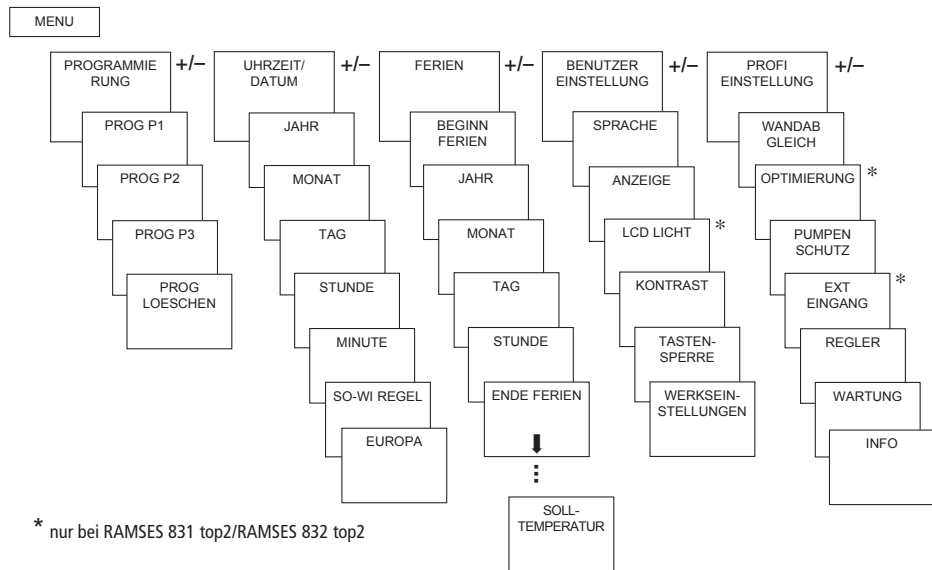 MENU
PROGRAMMIE
RUNG
+/–
PROG P1
PROG P2
PROG P3
PROG
LOESCHEN
UHRZEIT/
DATUM
+/–
JAHR
MONAT
TAG
STUNDE
MINUTE
SO-WI REGEL
EUROPA
FERIEN
+/–
BEGINN
FERIEN
JAHR
MONAT
TAG
STUNDE
ENDE FERIEN
SOLL-
TEMPERATUR
BENUTZER
EINSTELLUNG
+/–
SPRACHE
ANZEIGE
LCD LICHT *
KONTRAST
TASTEN-
SPERRE
WERKSEIN-
STELLUNGEN
PROFI
EINSTELLUNG
+/–
WANDAB
GLEICH
OPTIMIERUNG *
PUMPEN
SCHUTZ
EXT
EINGANG *
REGLER
WARTUNG
INFO
* nur bei RAMSES 831 top2/RAMSES 832 top2